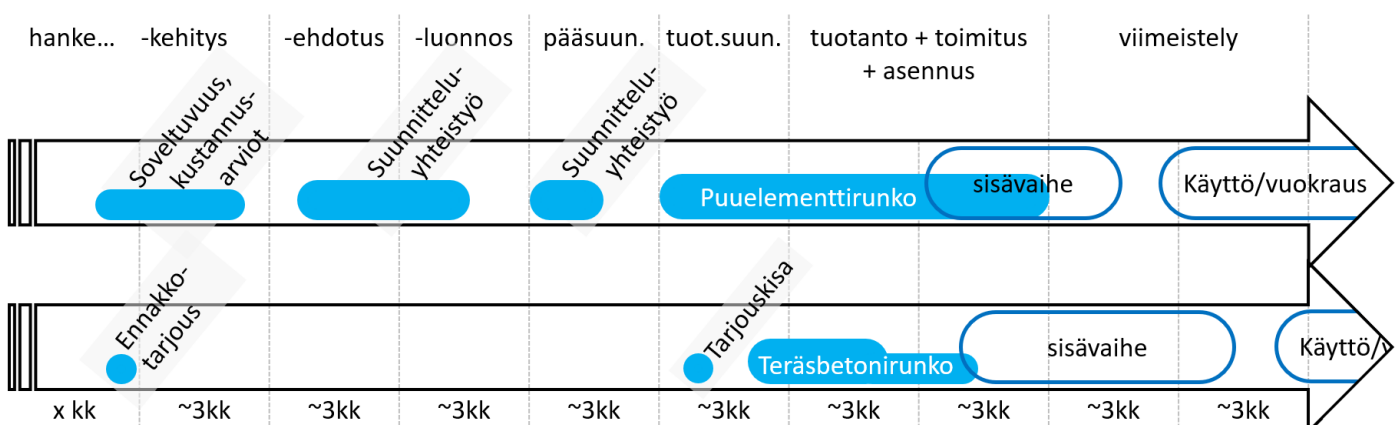 hanke... -kehitys -ehdotus -luonnos pääsuun. tuot.suun. tuotanto + toimitus viimeistely
+ asennus
Soveltuvuus,
kustannus-
arviot
Suunnittelu-
yhteistyö
Suunnittelu-
yhteistyö
Puuelementtirunko
sisävaihe
Käyttö/vuokraus
Ennakko-
tarjous
Tarjouskisa
Teräsbetonirunko
sisävaihe
Käyttö/v
x kk ~3kk ~3kk ~3kk ~3kk ~3kk ~3kk ~3kk ~3kk ~3kk